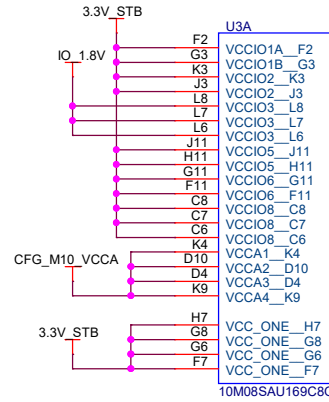 3.3V_STB
U3A
F2 VCCIO1A__F2
G3 VCCIO1B__G3
IO_1.8V
K3 VCCIO2__K3
J3 VCCIO2__J3
L8 VCCIO3__L8
L7 VCCIO3__L7
L6 VCCIO3__L6
J11 VCCIO5__J11
H11 VCCIO5__H11
G11 VCCIO6__G11
F11 VCCIO6__F11
C8 VCCIO8__C8
C7 VCCIO8__C7
C6 VCCIO8__C6
K4 VCCA1__K4
CFG_M10_VCCA
D10 VCCA2__D10
D4 VCCA3__D4
K9 VCCA4__K9
H7 VCC_ONE__H7
3.3V_STB
G8 VCC_ONE__G8
G6 VCC_ONE__G6
F7 VCC_ONE__F7